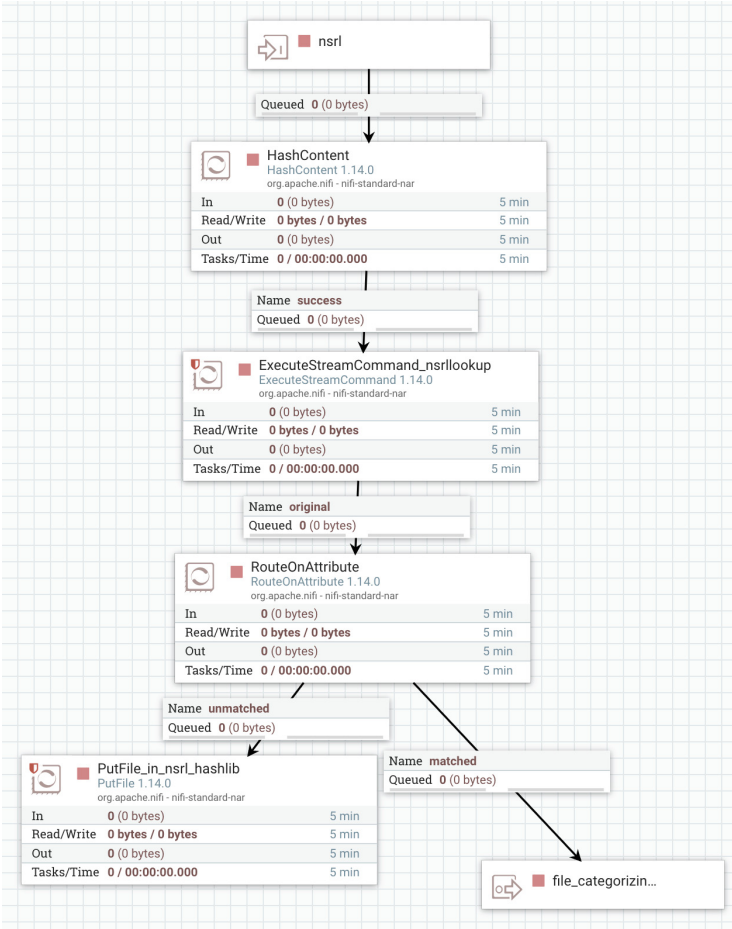 nsrl
Queued 0 (0 bytes)
HashContent
HashContent 1.14.0
org.apache.nifi - nifi-standard-nar
In 0 (0 bytes) 5 min
Read/Write 0 bytes / 0 bytes 5 min
Out 0 (0 bytes) 5 min
Tasks/Time 0 / 00:00:00.000 5 min
Name success
Queued 0 (0 bytes)
ExecuteStreamCommand_nsrllookup
ExecuteStreamCommand 1.14.0
org.apache.nifi - nifi-standard-nar
In 0 (0 bytes) 5 min
Read/Write 0 bytes / 0 bytes 5 min
Out 0 (0 bytes) 5 min
Tasks/Time 0 / 00:00:00.000 5 min
Name original
Queued 0 (0 bytes)
RouteOnAttribute
RouteOnAttribute 1.14.0
org.apache.nifi - nifi-standard-nar
In 0 (0 bytes) 5 min
Read/Write 0 bytes / 0 bytes 5 min
Out 0 (0 bytes) 5 min
Tasks/Time 0 / 00:00:00.000 5 min
Name unmatched
Queued 0 (0 bytes)
Name matched
Queued 0 (0 bytes)
PutFile_in_nsrl_hashlib
PutFile 1.14.0
org.apache.nifi - nifi-standard-nar
In 0 (0 bytes) 5 min
Read/Write 0 bytes / 0 bytes 5 min
Out 0 (0 bytes) 5 min
Tasks/Time 0 / 00:00:00.000 5 min
file_categorizin...